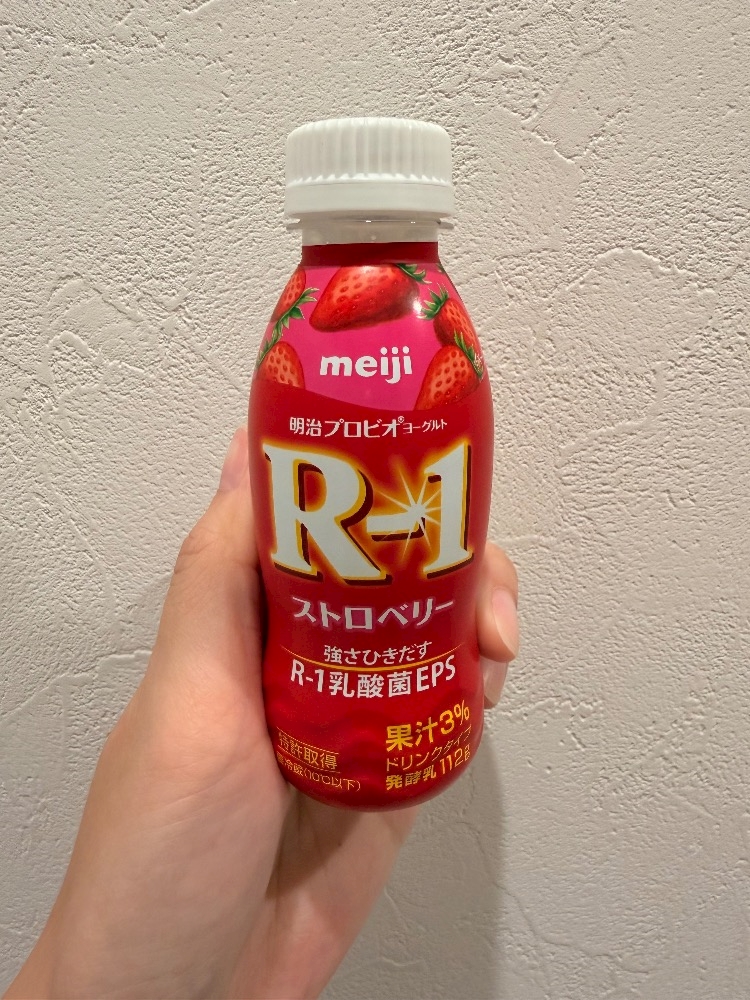 meiji
明治プロビオ®ヨーグルト
R-1
ストロベリー
強さひきだす
R-1乳酸菌EPS
果汁3%
ドリンクタイプ
発酵乳 112g
特許取得
要冷蔵(10℃以下)